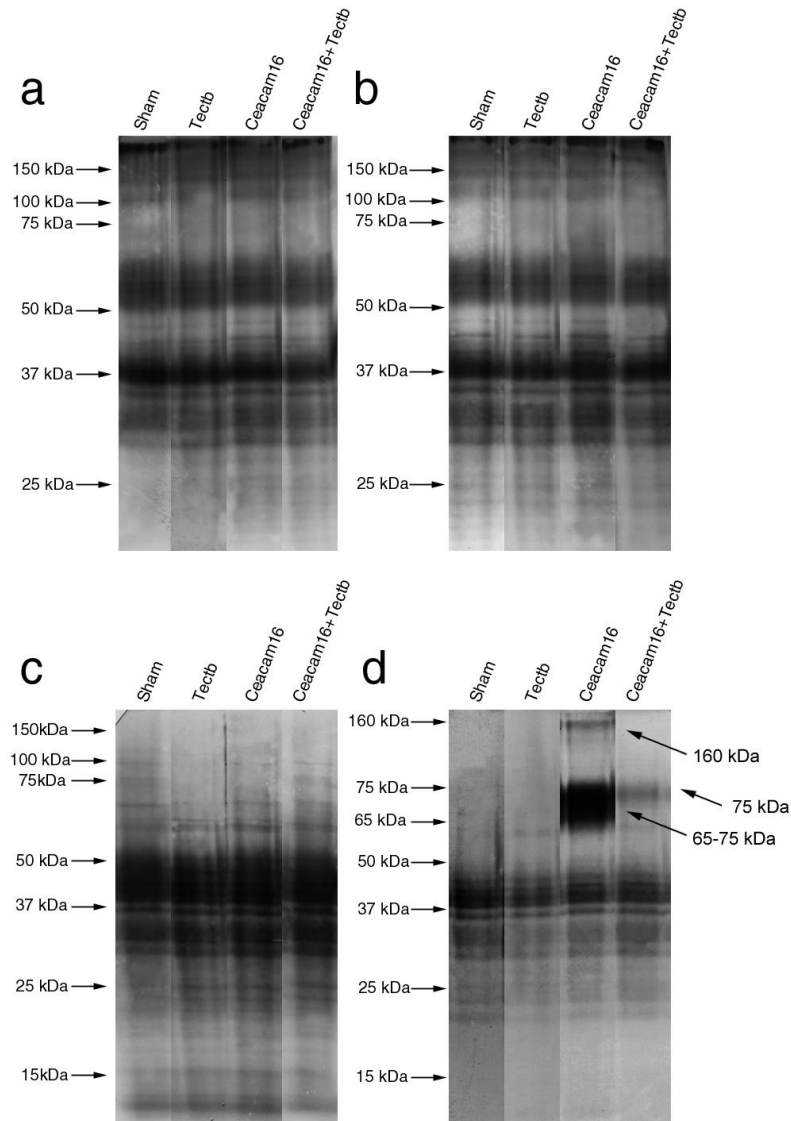 a
Sham
Tectb
Ceacam16
Ceacam16+Tectb
150 kDa
100 kDa
75 kDa
50 kDa
37 kDa
25 kDa
b
Sham
Tectb
Ceacam16
Ceacam16+Tectb
150 kDa
100 kDa
75 kDa
50 kDa
37 kDa
25 kDa
c
Sham
Tectb
Ceacam16
Ceacam16+Tectb
150kDa
100 kDa
75kDa
50 kDa
37 kDa
25 kDa
15kDa
d
Sham
Tectb
Ceacam16
Ceacam16+Tectb
160 kDa
75 kDa
65 kDa
50 kDa
37 kDa
25 kDa
15 kDa
160 kDa
75 kDa
65-75 kDa